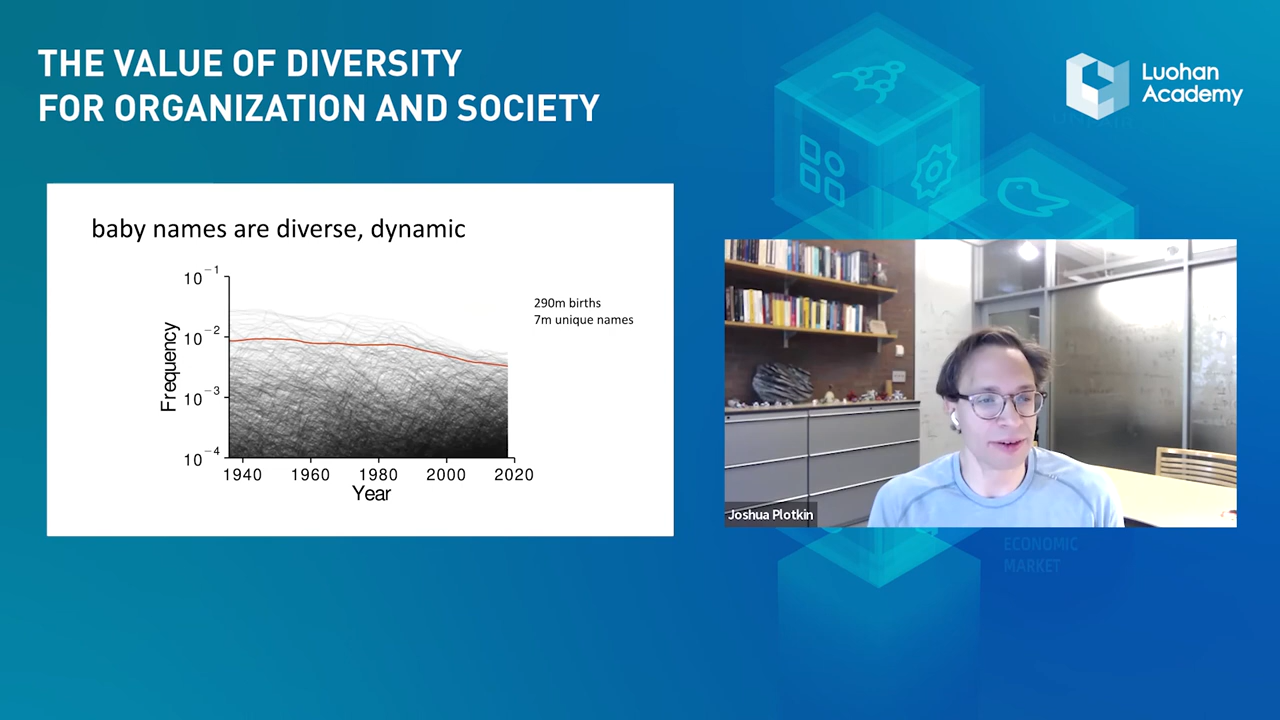 THE VALUE OF DIVERSITY
FOR ORGANIZATION AND SOCIETY
Luohan
Academy
baby names are diverse, dynamic
290m births
7m unique names
Frequency
10⁻¹
10⁻²
10⁻³
10⁻⁴
1940 1960 1980 2000 2020
Year
Joshua Plotkin
ECONOMIC
MARKET